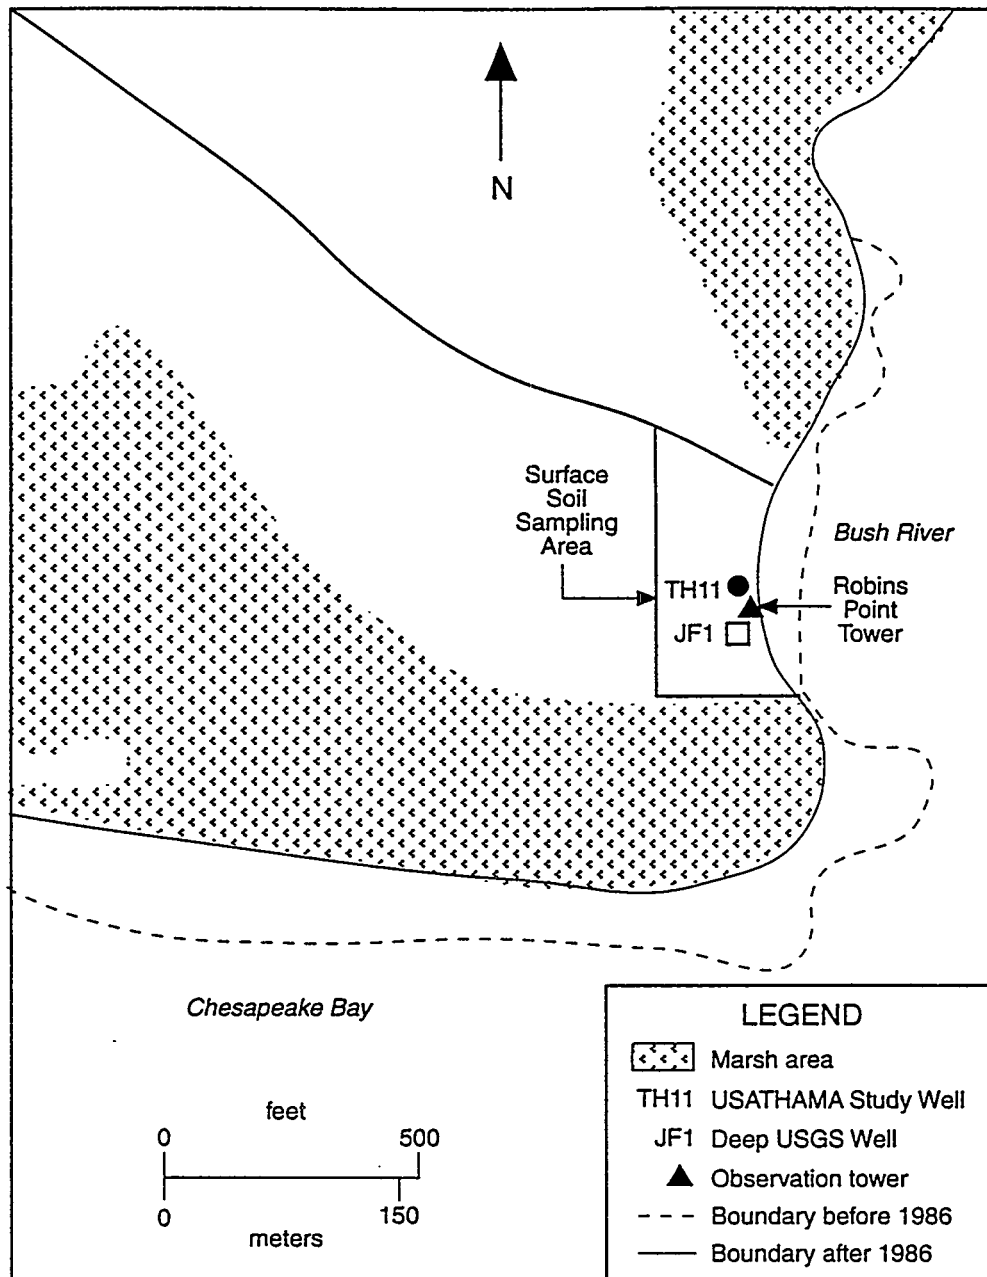 N
Surface
Soil
Sampling
Area
Bush River
TH11
Robins
Point
Tower
JF1
Chesapeake Bay
feet
0 500
0 150
meters
LEGEND
Marsh area
TH11 USATHAMA Study Well
JF1 Deep USGS Well
Observation tower
Boundary before 1986
Boundary after 1986